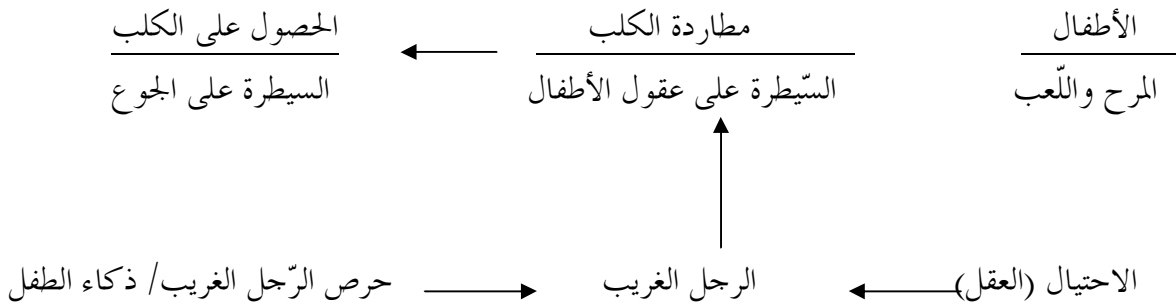 الأطفال مطاردة الكلب الحصول على الكلب
المرح واللّعب السّيطرة على عقول الأطفال السيطرة على الجوع
الاحتيال (العقل) الرجل الغريب حرص الرّجل الغريب/ ذكاء الطفل